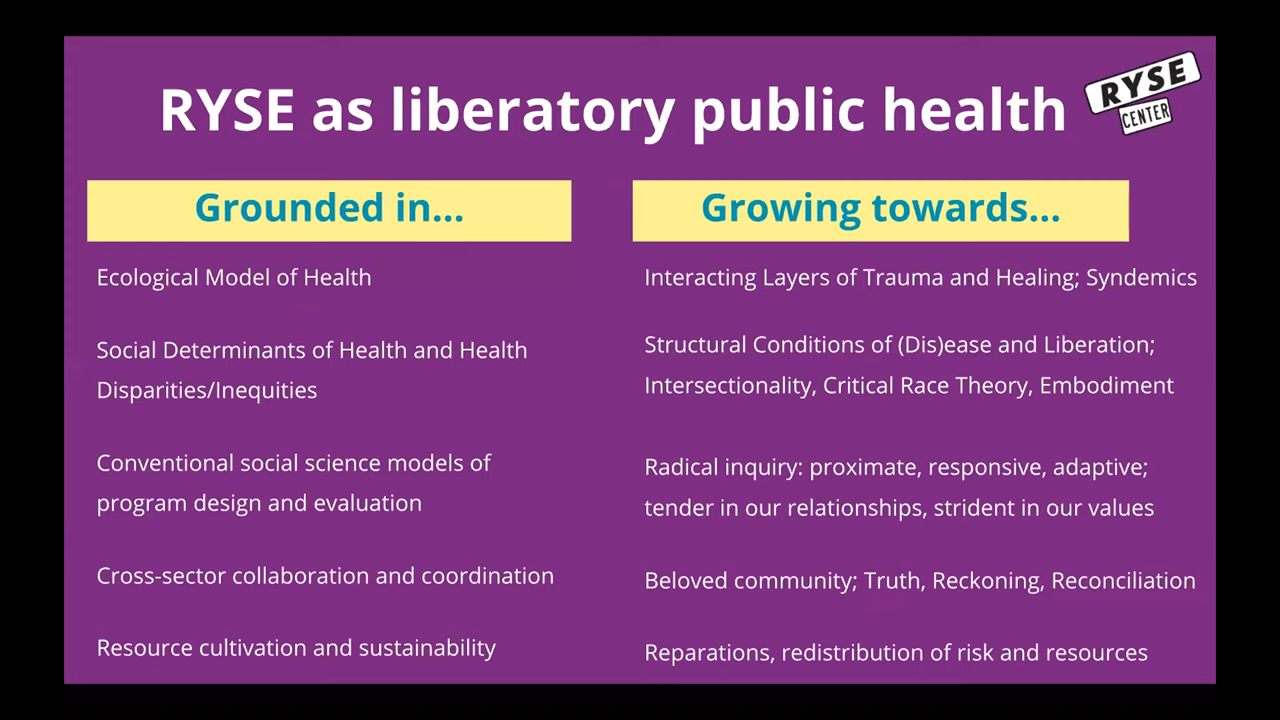 RYSE as liberatory public health
RYSE
CENTER
Grounded in...
Ecological Model of Health
Social Determinants of Health and Health
Disparities/Inequities
Conventional social science models of
program design and evaluation
Cross-sector collaboration and coordination
Resource cultivation and sustainability
Growing towards...
Interacting Layers of Trauma and Healing; Syndemics
Structural Conditions of (Dis)ease and Liberation;
Intersectionality, Critical Race Theory, Embodiment
Radical inquiry: proximate, responsive, adaptive;
tender in our relationships, strident in our values
Beloved community; Truth, Reckoning, Reconciliation
Reparations, redistribution of risk and resources